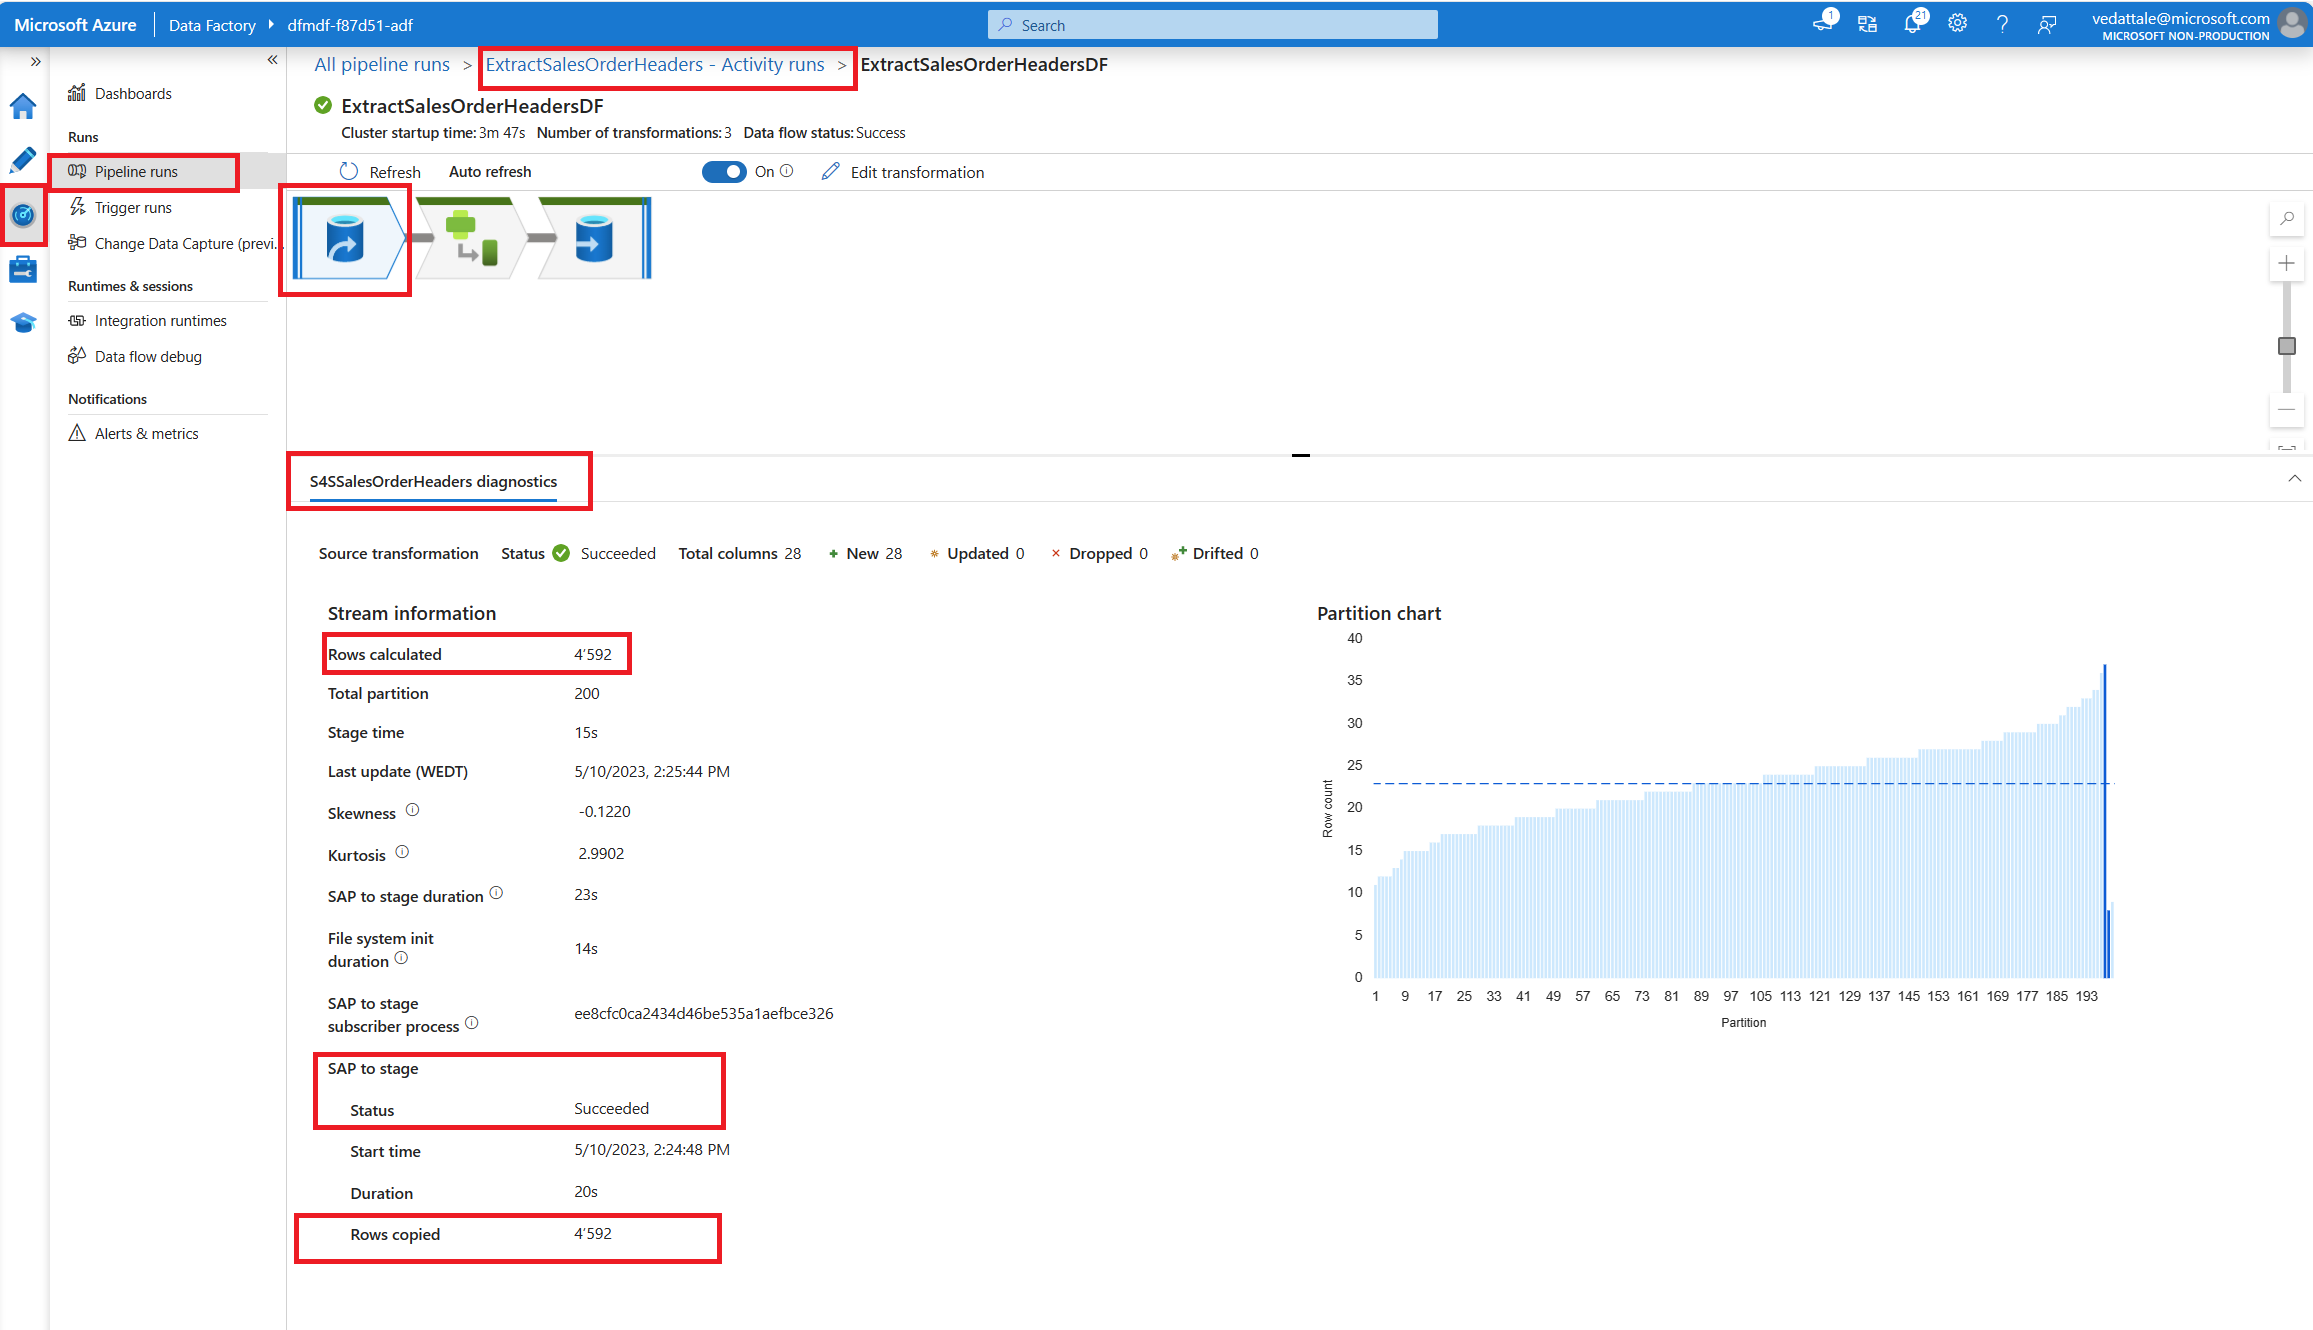 Microsoft Azure Data Factory dfmdf-f87d51-adf Search 1 21 vedattale@microsoft.com
MICROSOFT NON-PRODUCTION
All pipeline runs > ExtractSalesOrderHeaders - Activity runs > ExtractSalesOrderHeadersDF
Dashboards
Runs
Pipeline runs
Trigger runs
Change Data Capture (previ...
Runtimes & sessions
Integration runtimes
Data flow debug
Notifications
Alerts & metrics
ExtractSalesOrderHeadersDF
Cluster startup time: 3m 47s Number of transformations: 3 Data flow status: Success
Refresh Auto refresh On Edit transformation
S4SSalesOrderHeaders diagnostics
Source transformation Status Succeeded Total columns 28 New 28 Updated 0 Dropped 0 Drifted 0
Stream information
Rows calculated 4'592
Total partition 200
Stage time 15s
Last update (WEDT) 5/10/2023, 2:25:44 PM
Skewness -0.1220
Kurtosis 2.9902
SAP to stage duration 23s
File system init
duration 14s
SAP to stage
subscriber process ee8cfc0ca2434d46be535a1aefbce326
SAP to stage
Status Succeeded
Start time 5/10/2023, 2:24:48 PM
Duration 20s
Rows copied 4'592
Partition chart
40
35
30
25
20
15
10
5
0
Row count
1 9 17 25 33 41 49 57 65 73 81 89 97 105 113 121 129 137 145 153 161 169 177 185 193
Partition